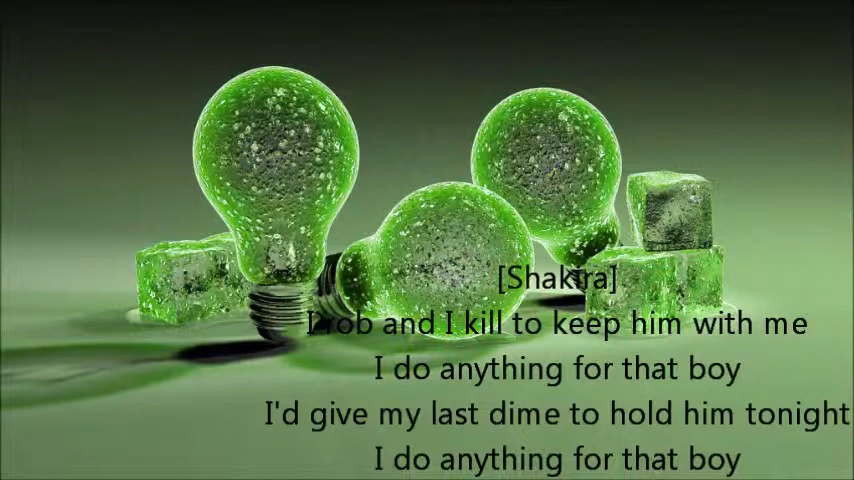 [Shakira]
I rob and I kill to keep him with me
I do anything for that boy
I'd give my last dime to hold him tonight
I do anything for that boy